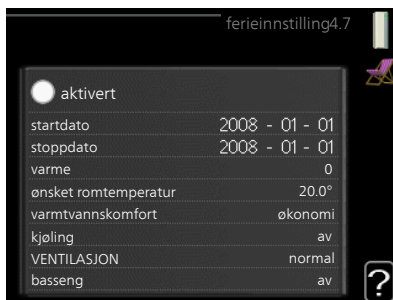 ferieinnstilling4.7
aktivert
startdato 2008 - 01 - 01
stoppdato 2008 - 01 - 01
varme 0
ønsket romtemperatur 20.0°
varmtvannskomfort økonomi
kjøling av
VENTILASJON normal
basseng av
?